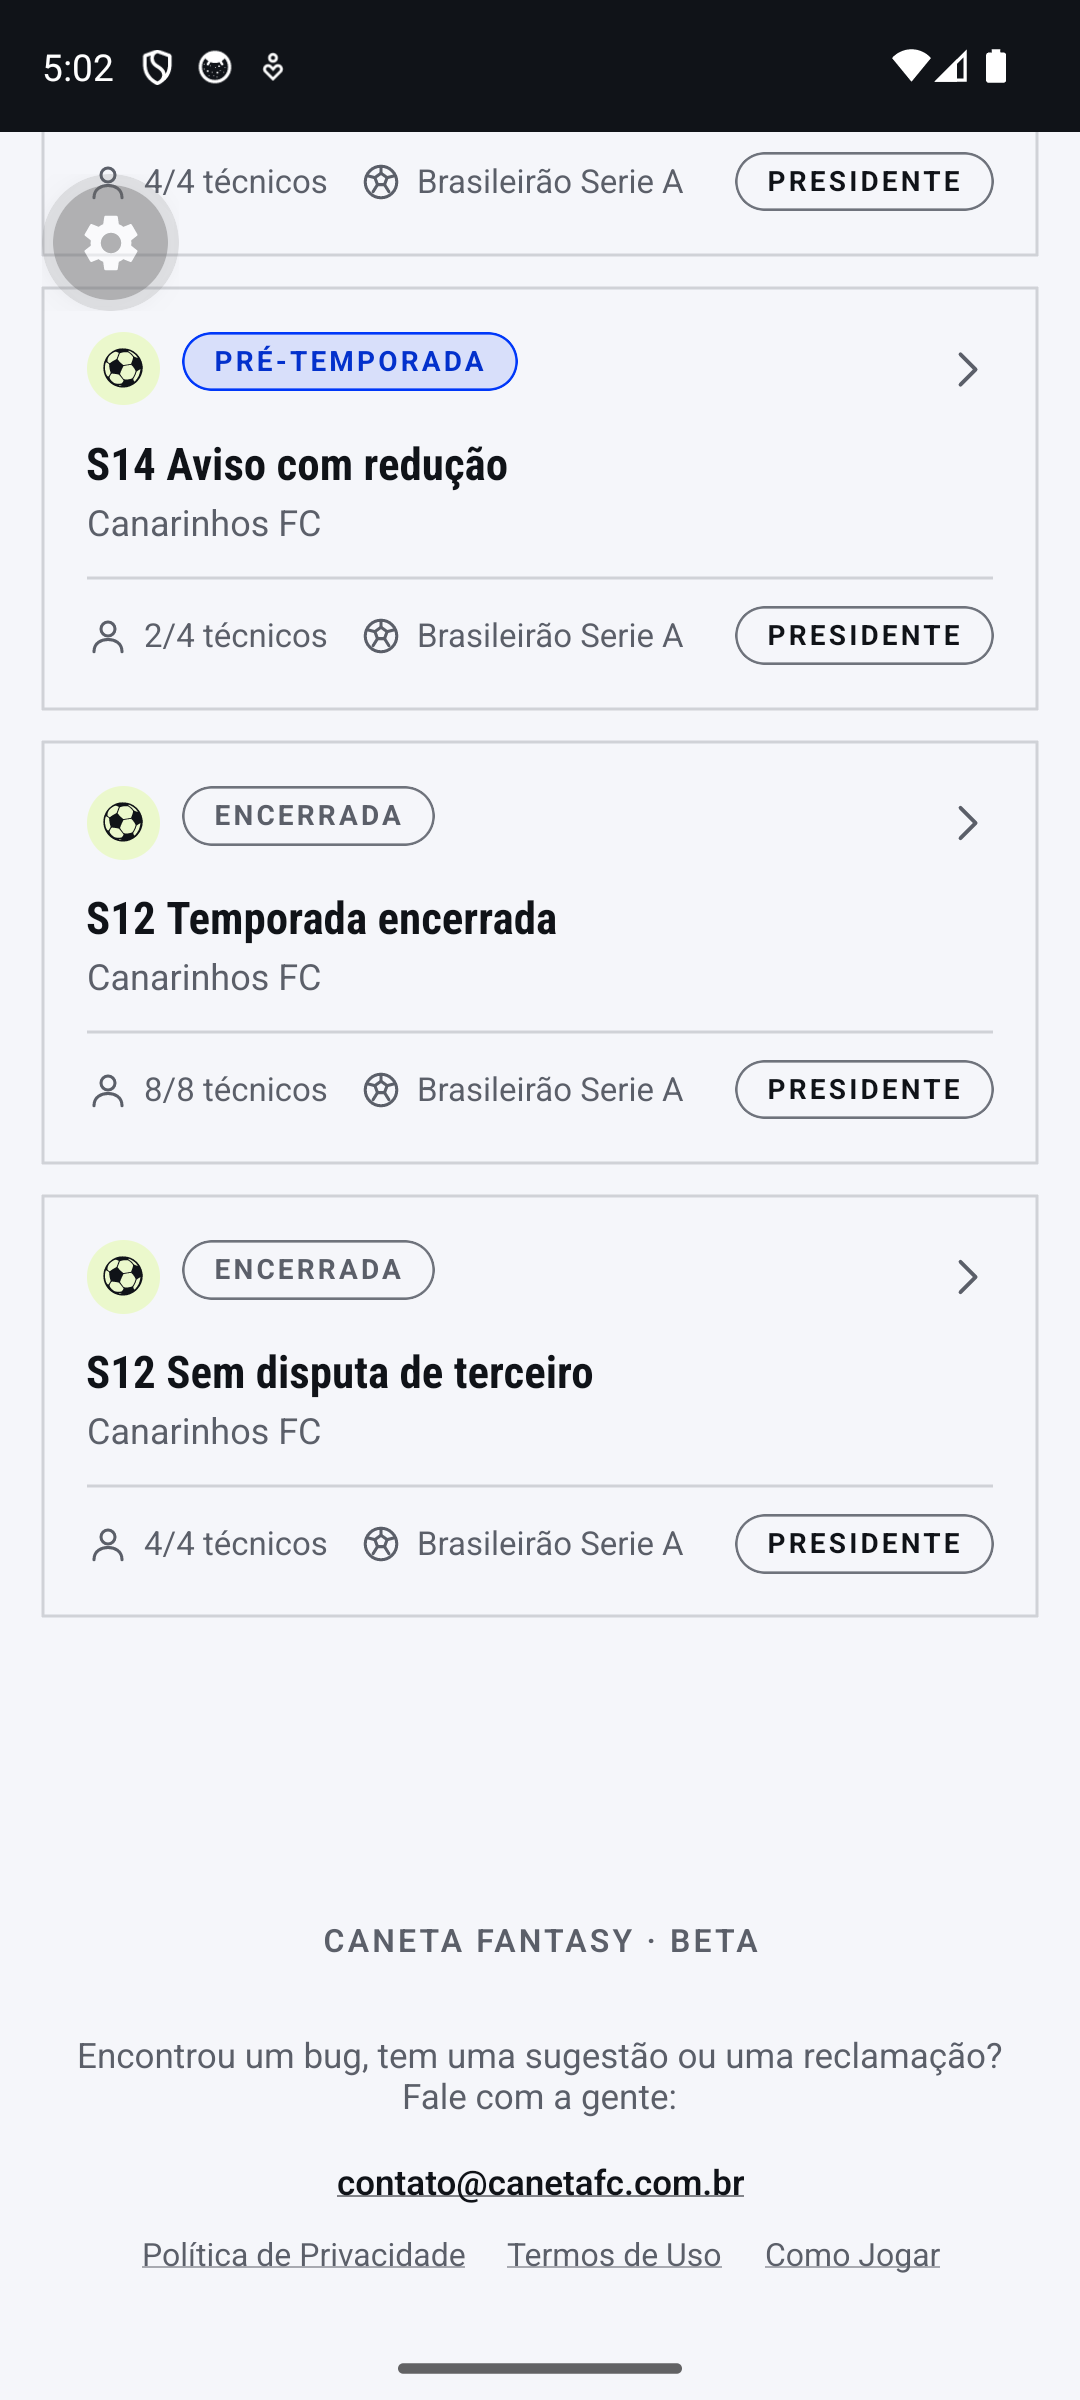 5:02
4/4 técnicos Brasileirão Serie A PRESIDENTE
PRÉ-TEMPORADA
S14 Aviso com redução
Canarinhos FC
2/4 técnicos Brasileirão Serie A PRESIDENTE
ENCERRADA
S12 Temporada encerrada
Canarinhos FC
8/8 técnicos Brasileirão Serie A PRESIDENTE
ENCERRADA
S12 Sem disputa de terceiro
Canarinhos FC
4/4 técnicos Brasileirão Serie A PRESIDENTE
CANETA FANTASY · BETA
Encontrou um bug, tem uma sugestão ou uma reclamação?
Fale com a gente:
contato@canetafc.com.br
Política de Privacidade Termos de Uso Como Jogar